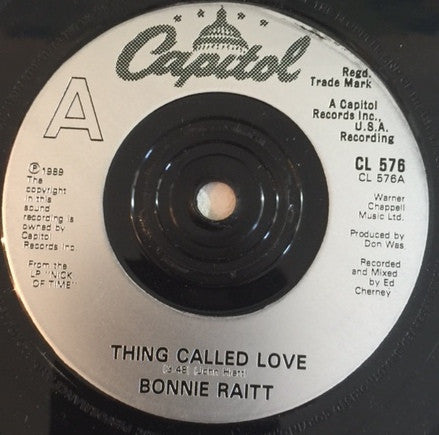 Capitol
Regd.
Trade Mark
A
A Capitol
Records Inc.,
U.S.A.
Recording
℗ 1989
The
copyright
in this
sound
recording is
owned by
Capitol
Records Inc.
From the
LP "NICK
OF TIME"
CL 576
CL 576A
Warner
Chappell
Music Ltd.
Produced by
Don Was
Recorded
and Mixed
by Ed
Cherney
THING CALLED LOVE
(John Hiatt)
BONNIE RAITT